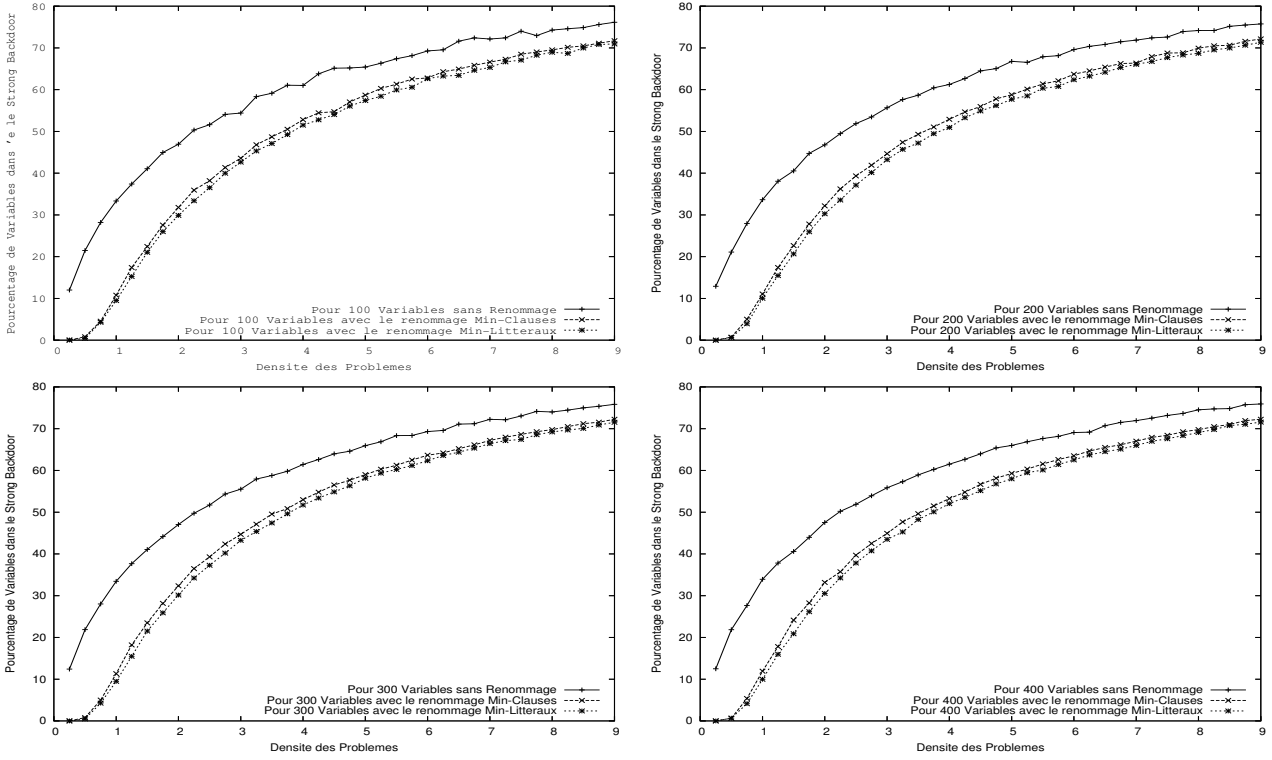 80
70
60
50
40
30
20
10
0
0 1 2 3 4 5 6 7 8 9
Pourcentage de Variables dans 'e le Strong Backdoor
Densite des Problemes
Pour 100 Variables sans Renommage
Pour 100 Variables avec le renommage Min-Clauses
Pour 100 Variables avec le renommage Min-Litteraux
80
70
60
50
40
30
20
10
0
0 1 2 3 4 5 6 7 8 9
Pourcentage de Variables dans le Strong Backdoor
Densite des Problemes
Pour 200 Variables sans Renommage
Pour 200 Variables avec le renommage Min-Clauses
Pour 200 Variables avec le renommage Min-Litteraux
80
70
60
50
40
30
20
10
0
0 1 2 3 4 5 6 7 8 9
Pourcentage de Variables dans le Strong Backdoor
Densite des Problemes
Pour 300 Variables sans Renommage
Pour 300 Variables avec le renommage Min-Clauses
Pour 300 Variables avec le renommage Min-Litteraux
80
70
60
50
40
30
20
10
0
0 1 2 3 4 5 6 7 8 9
Pourcentage de Variables dans le Strong Backdoor
Densite des Problemes
Pour 400 Variables sans Renommage
Pour 400 Variables avec le renommage Min-Clauses
Pour 400 Variables avec le renommage Min-Litteraux